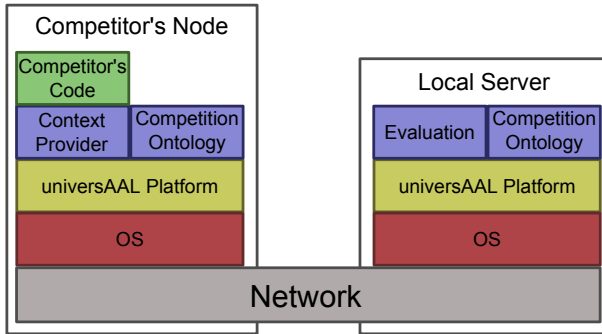 Competitor's Node
Competitor's
Code
Context
Provider
Competition
Ontology
universAAL Platform
OS
Local Server
Evaluation
Competition
Ontology
universAAL Platform
OS
Network